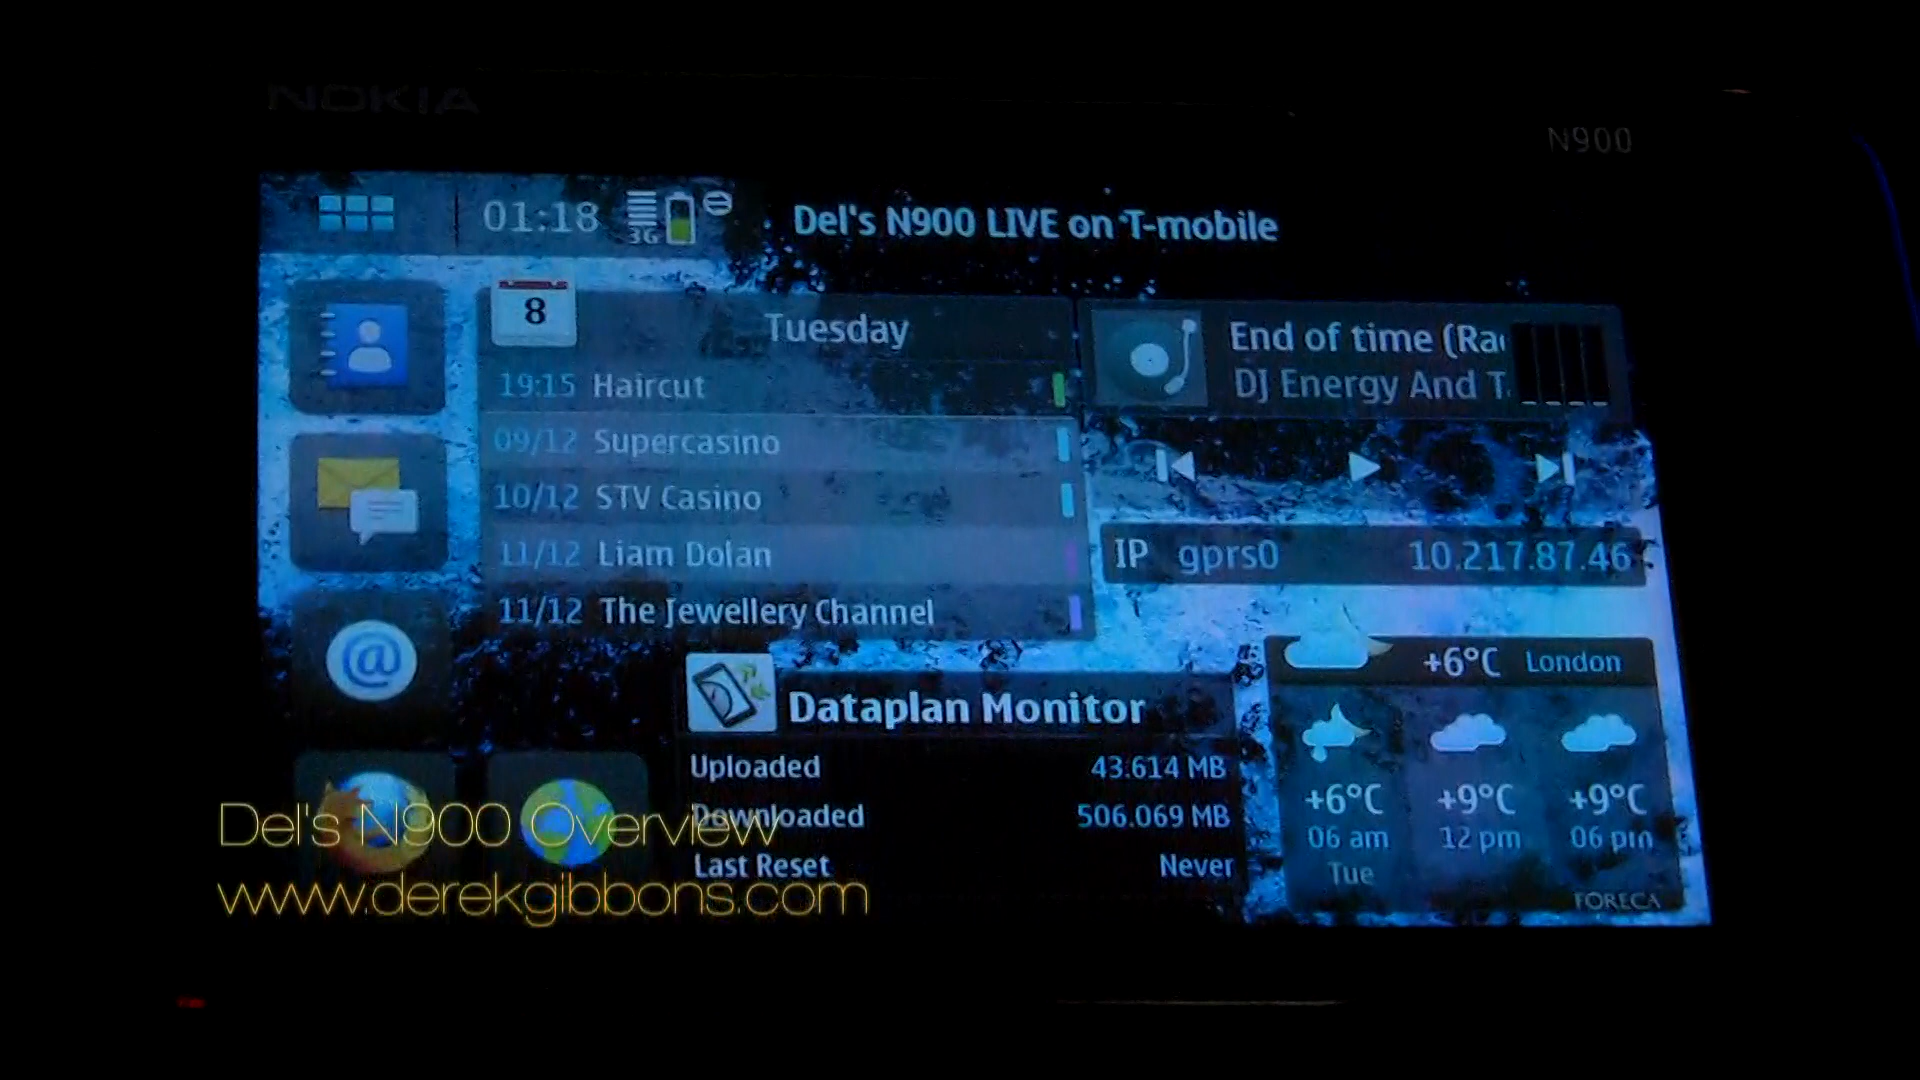 NOKIA
N900
01:18
3G
Del's N900 LIVE on T-mobile
8
Tuesday
19:15 Haircut
09/12 Supercasino
10/12 STV Casino
11/12 Liam Dolan
11/12 The Jewellery Channel
End of time (Ra
DJ Energy And T
IP gprs0 10.217.87.46
+6°C London
+6°C +9°C +9°C
06 am 12 pm 06 pm
Tue
FORECA
Dataplan Monitor
Uploaded 43.614 MB
Downloaded 506.069 MB
Last Reset Never
Del's N900 Overview
www.derekgibbons.com